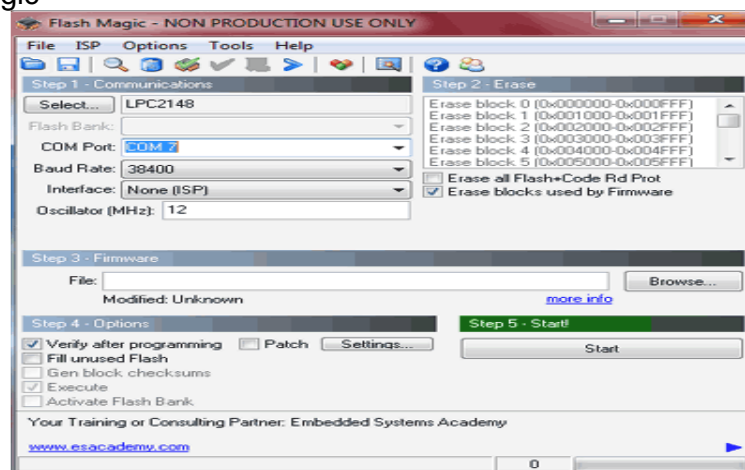 gic
Flash Magic - NON PRODUCTION USE ONLY
File ISP Options Tools Help
Step 1 - Communications
Select... LPC2148
Flash Bank:
COM Port: COM 7
Baud Rate: 38400
Interface: None (ISP)
Oscillator (MHz): 12
Step 2 - Erase
Erase block 0 (0x000000-0x000FFF)
Erase block 1 (0x001000-0x001FFF)
Erase block 2 (0x002000-0x002FFF)
Erase block 3 (0x003000-0x003FFF)
Erase block 4 (0x004000-0x004FFF)
Erase block 5 (0x005000-0x005FFF)
Erase all Flash+Code Rd Prot
Erase blocks used by Firmware
Step 3 - Firmware
File: Browse...
Modified: Unknown more info
Step 4 - Options
Verify after programming Patch Settings...
Fill unused Flash
Gen block checksums
Execute
Activate Flash Bank
Step 5 - Start!
Start
Your Training or Consulting Partner: Embedded Systems Academy
www.esacademy.com
0